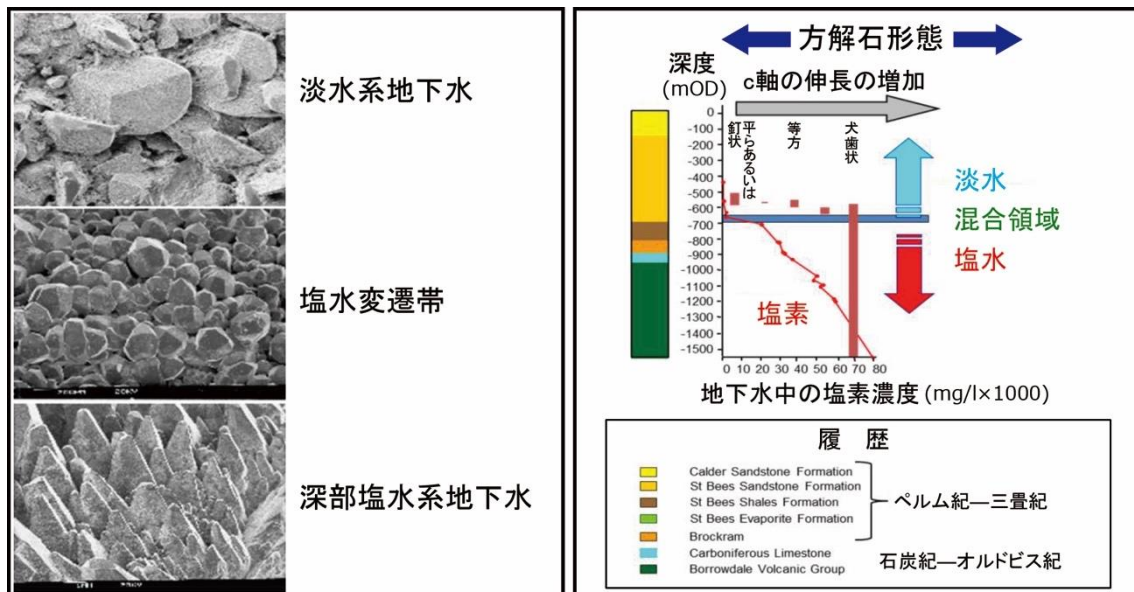 淡水系地下水
塩水変遷帯
深部塩水系地下水
方解石形態
深度
(mOD)
c軸の伸長の増加
釘状
平らあるいは
等方
犬歯状
0
-100
-200
-300
-400
-500
-600
-700
-800
-900
-1000
-1100
-1200
-1300
-1400
-1500
淡水
混合領域
塩水
塩素
0 10 20 30 40 50 60 70 80
地下水中の塩素濃度 (mg/l×1000)
履 歴
Calder Sandstone Formation
St Bees Sandstone Formation
St Bees Shales Formation
St Bees Evaporite Formation
Brockram
ペルム紀―三畳紀
Carboniferous Limestone
Borrowdale Volcanic Group
石炭紀―オルドビス紀